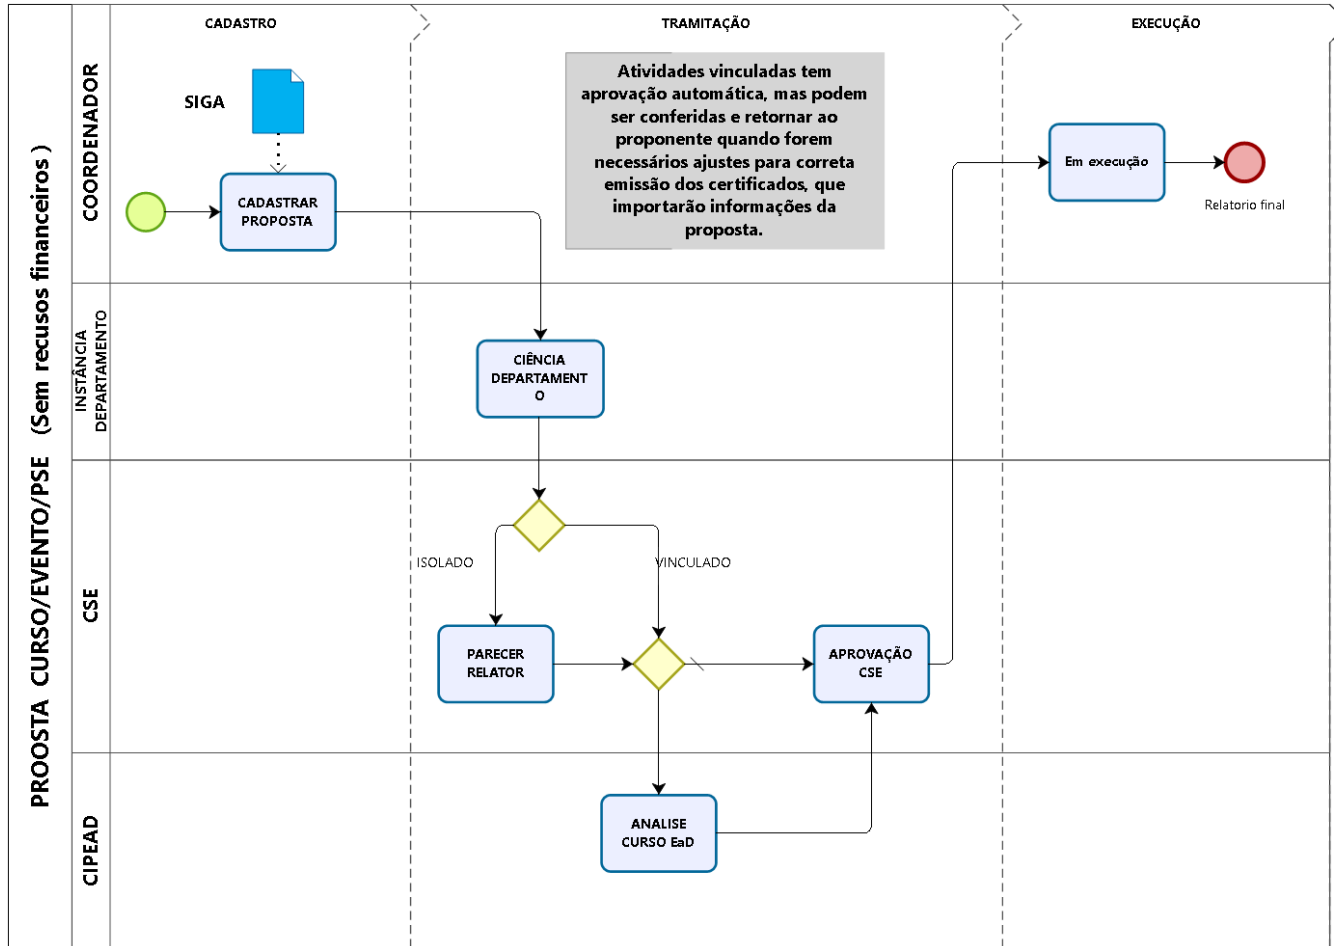 PROOSTA CURSO/EVENTO/PSE (Sem recusos financeiros )
CADASTRO
TRAMITAÇÃO
EXECUÇÃO
COORDENADOR
SIGA
CADASTRAR
PROPOSTA
Atividades vinculadas tem
aprovação automática, mas podem
ser conferidas e retornar ao
proponente quando forem
necessários ajustes para correta
emissão dos certificados, que
importarão informações da
proposta.
Em execução
Relatorio final
INSTÂNCIA
DEPARTAMENTO
CIÊNCIA
DEPARTAMENT
O
CSE
ISOLADO
VINCULADO
PARECER
RELATOR
APROVAÇÃO
CSE
CIPEAD
ANALISE
CURSO EaD